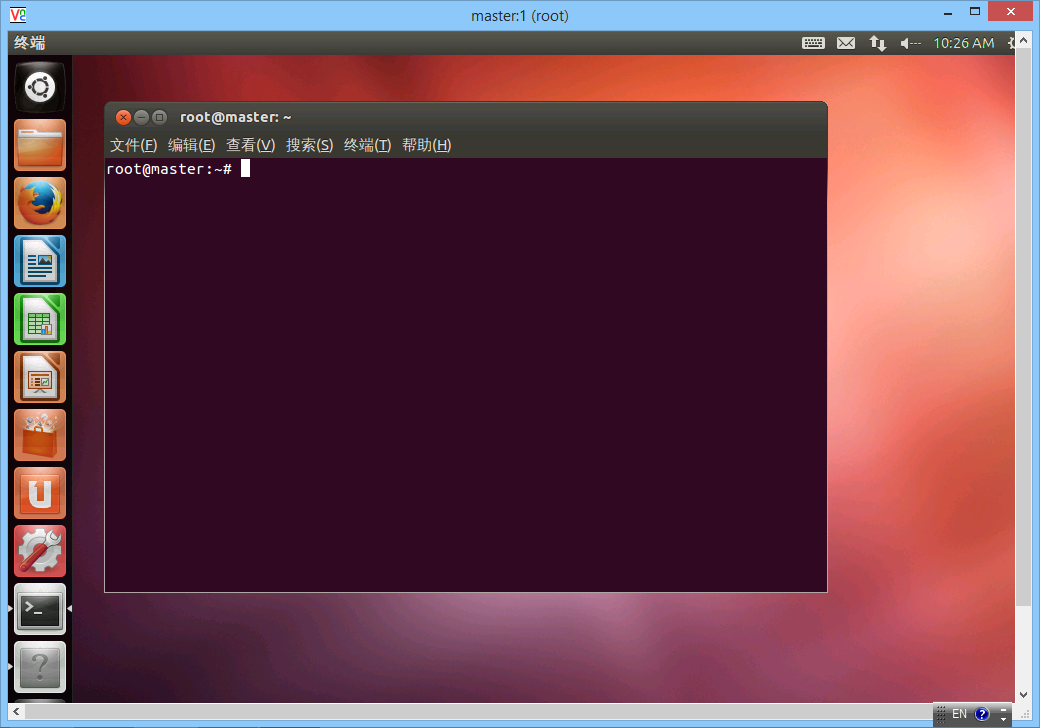 master:1 (root)
终端
10:26 AM
root@master: ~
文件(F) 编辑(E) 查看(V) 搜索(S) 终端(T) 帮助(H)
root@master:~#
EN